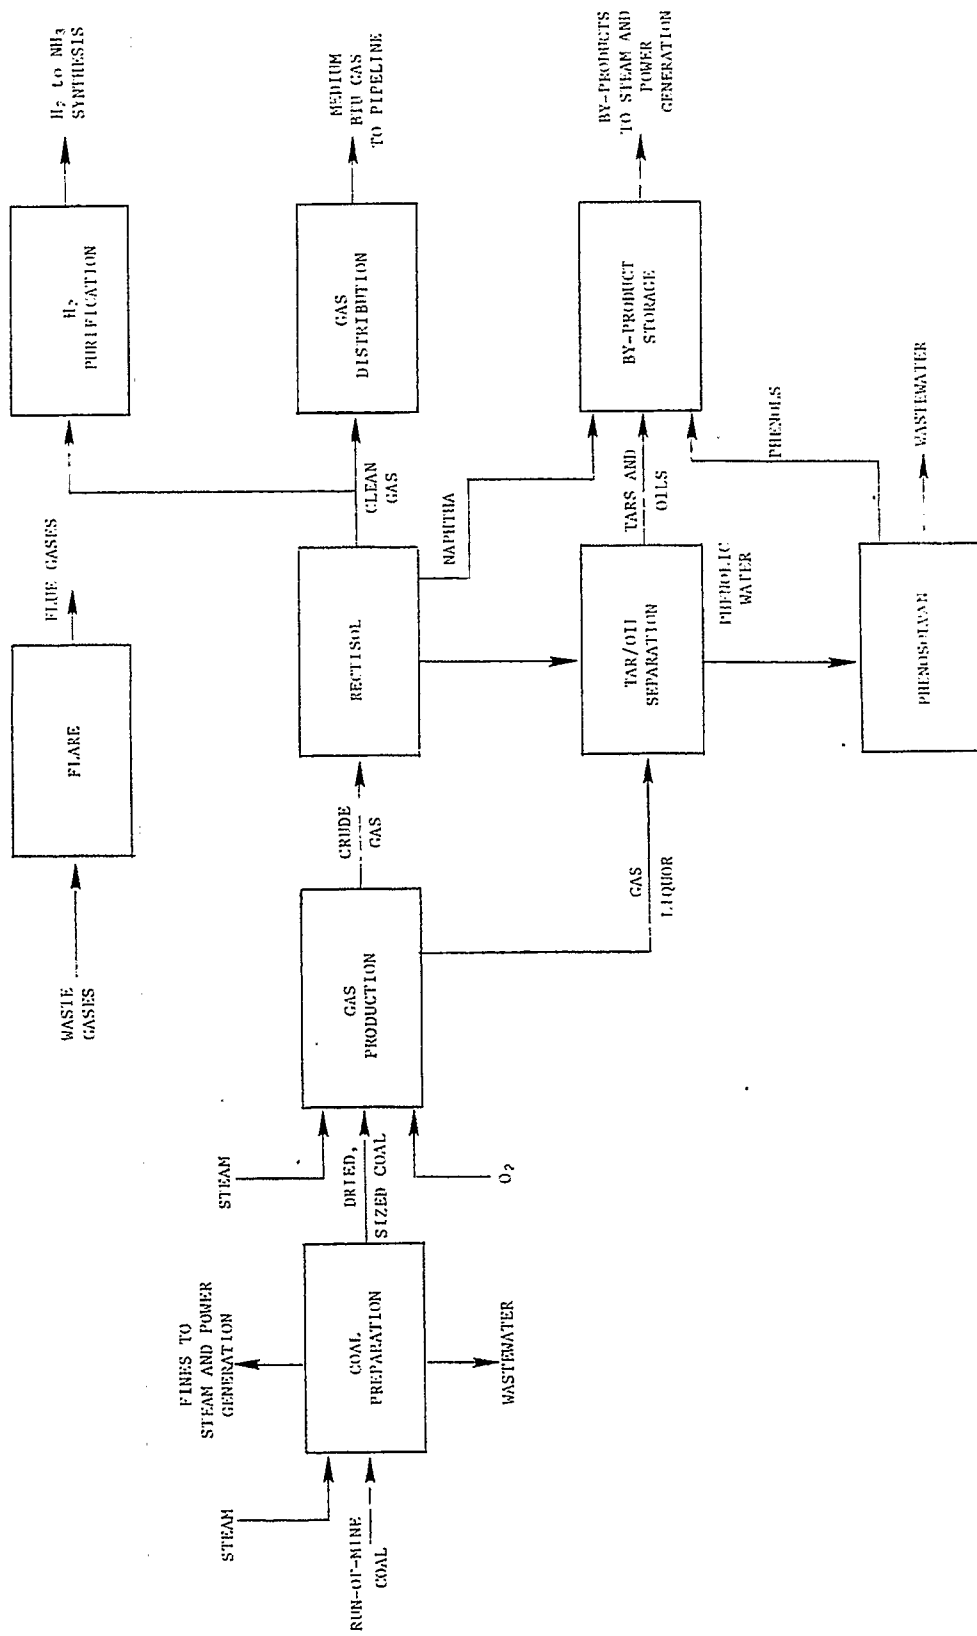 WASTE
GASES
FLARE
FLUE GASES
H₂
PURIFICATION
H₂ to NH₃
SYNTHESIS
STEAM
RUN-OF-MINE
COAL
FINES TO
STEAM AND POWER
GENERATION
COAL
PREPARATION
WASTEWATER
STEAM
DRIED,
SIZED COAL
O₂
GAS
PRODUCTION
CRUDE
GAS
RECTISOL
CLEAN
GAS
GAS
DISTRIBUTION
MEDIUM
BTU GAS
TO PIPELINE
GAS
LIQUOR
NAPHTHA
TAR/OIL
SEPARATION
TARS AND
OILS
BY-PRODUCT
STORAGE
BY-PRODUCTS
TO STEAM AND
POWER
GENERATION
PHENOLIC
WATER
PHENOLS
PHENOSOLVAN
WASTEWATER